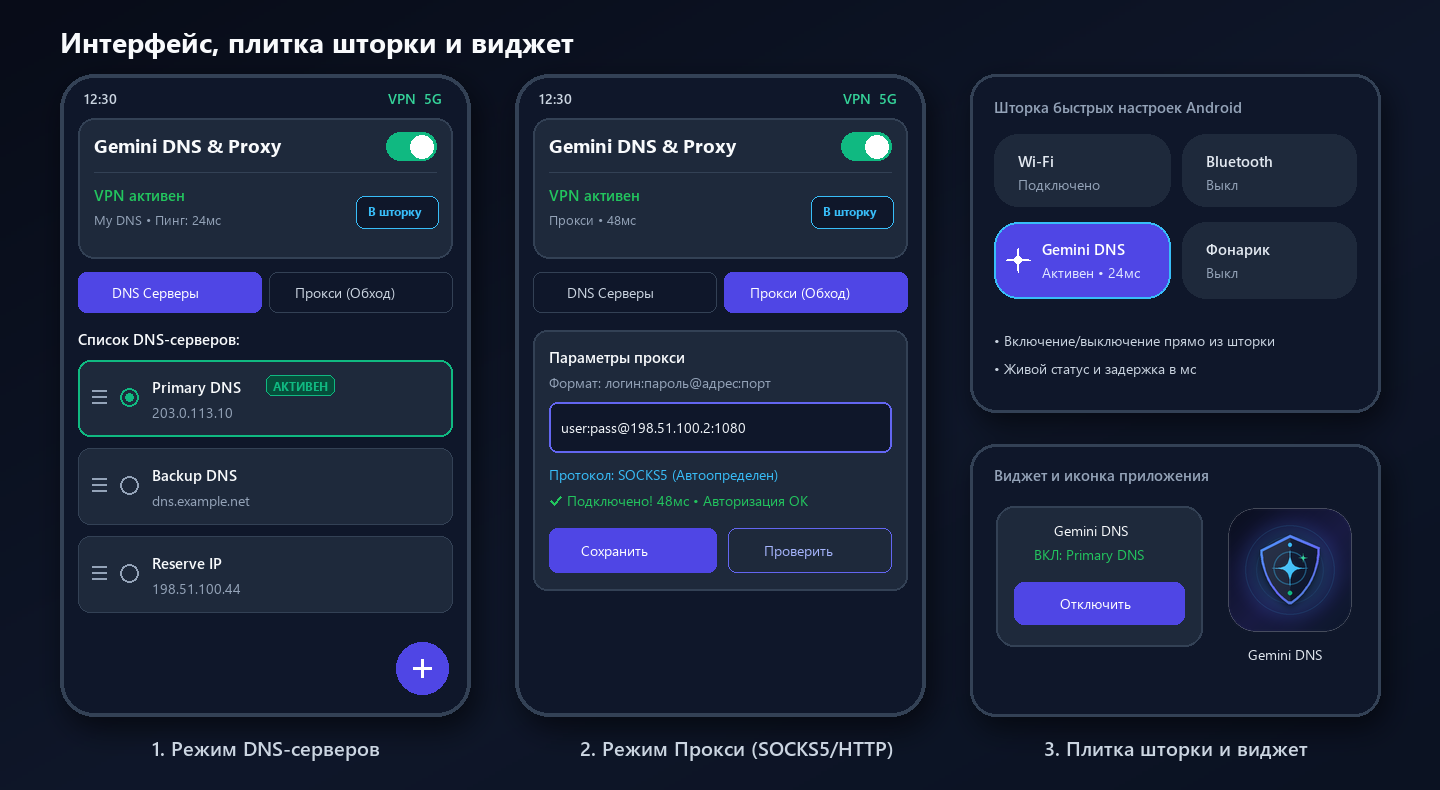 Интерфейс, плитка шторки и виджет
12:30
VPN 5G
Gemini DNS & Proxy
VPN активен
My DNS • Пинг: 24мс
В шторку
DNS Серверы
Прокси (Обход)
Список DNS-серверов:
Primary DNS
АКТИВЕН
203.0.113.10
Backup DNS
dns.example.net
Reserve IP
198.51.100.44
1. Режим DNS-серверов
12:30
VPN 5G
Gemini DNS & Proxy
VPN активен
Прокси • 48мс
В шторку
DNS Серверы
Прокси (Обход)
Параметры прокси
Формат: логин:пароль@адрес:порт
user:pass@198.51.100.2:1080
Протокол: SOCKS5 (Автоопределен)
Подключено! 48мс • Авторизация ОК
Сохранить
Проверить
2. Режим Прокси (SOCKS5/HTTP)
Шторка быстрых настроек Android
Wi-Fi
Подключено
Bluetooth
Выкл
Gemini DNS
Активен • 24мс
Фонарик
Выкл
• Включение/выключение прямо из шторки
• Живой статус и задержка в мс
Виджет и иконка приложения
Gemini DNS
ВКЛ: Primary DNS
Отключить
Gemini DNS
3. Плитка шторки и виджет